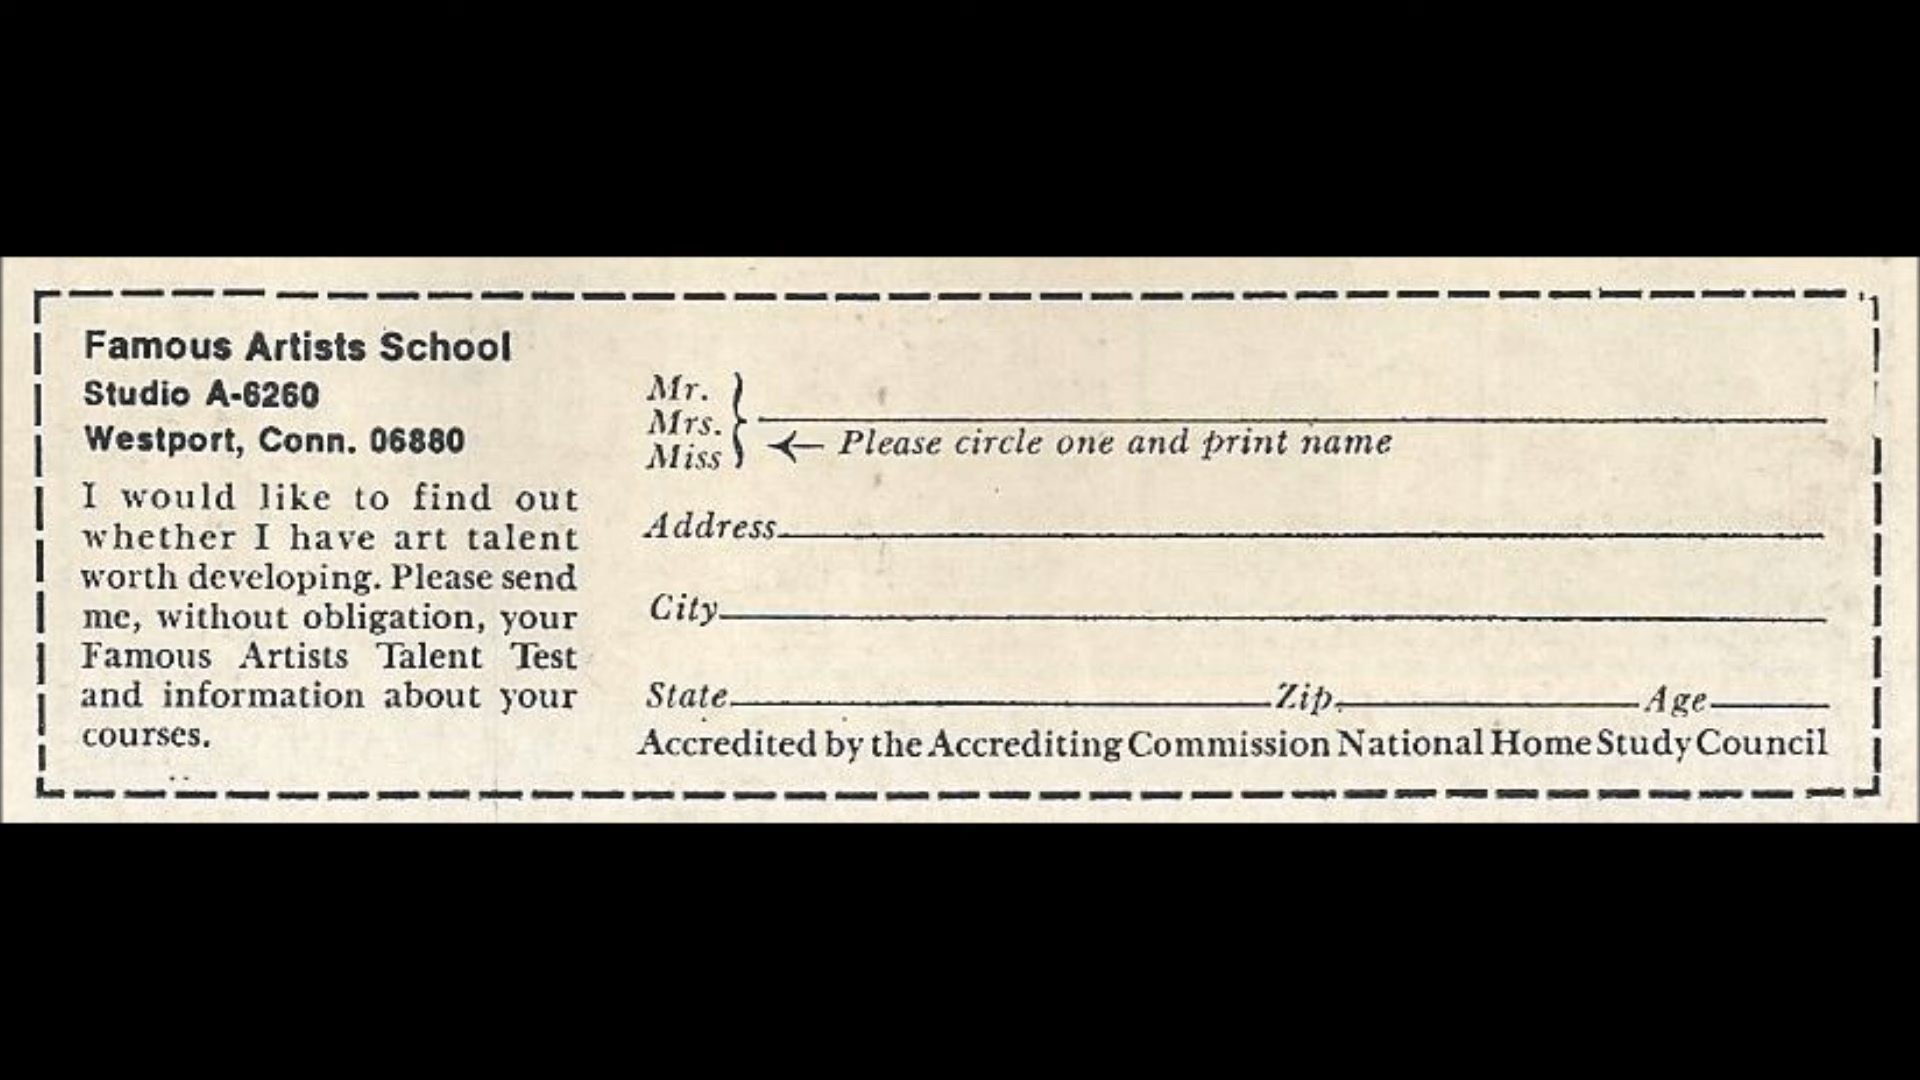 Famous Artists School
Studio A-6260
Westport, Conn. 06880
I would like to find out
whether I have art talent
worth developing. Please send
me, without obligation, your
Famous Artists Talent Test
and information about your
courses.
Mr.
Mrs.
Miss
Please circle one and print name
Address
City
State Zip Age
Accredited by the Accrediting Commission National Home Study Council